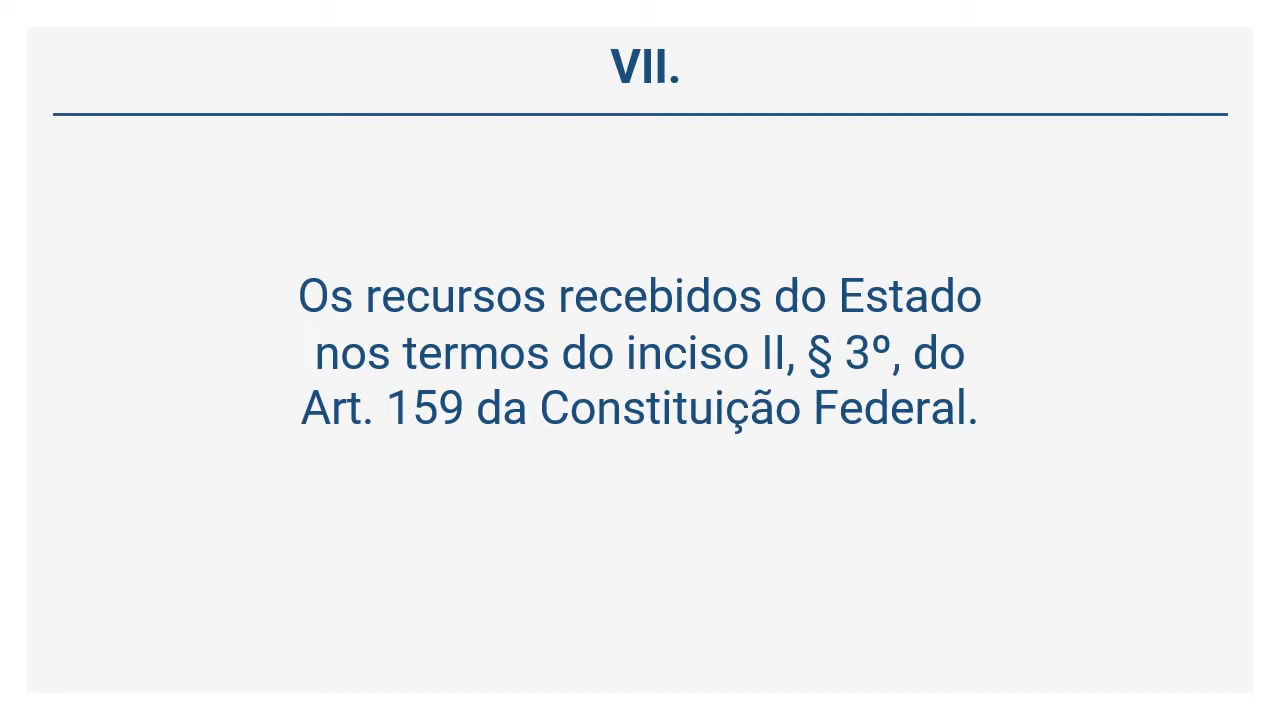 VII.
Os recursos recebidos do Estado
nos termos do inciso II, § 3º, do
Art. 159 da Constituição Federal.